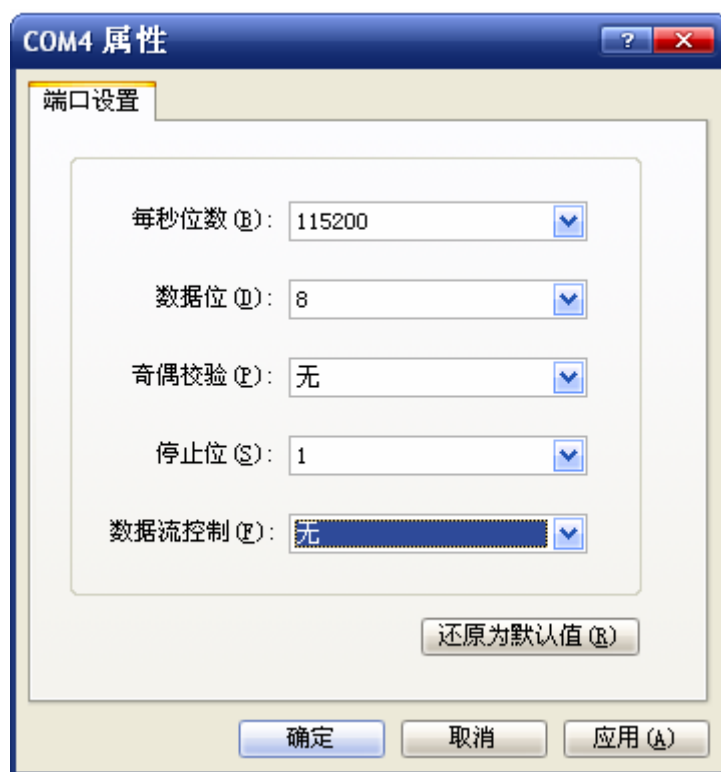 COM4 属性
端口设置
每秒位数(B): 115200
数据位(D): 8
奇偶校验(P): 无
停止位(S): 1
数据流控制(F): 无
还原为默认值(R)
确定 取消 应用(A)